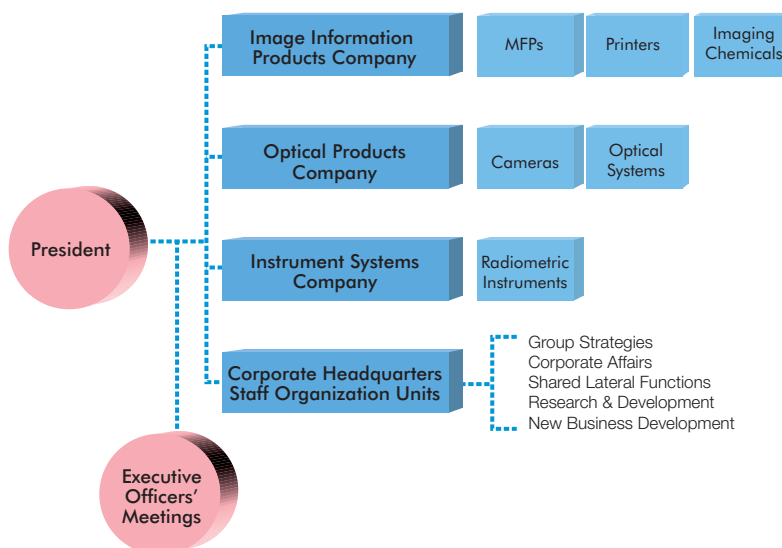 Image Information
Products Company
MFPs
Printers
Imaging
Chemicals
Optical Products
Company
Cameras
Optical
Systems
President
Instrument Systems
Company
Radiometric
Instruments
Corporate Headquarters
Staff Organization Units
Group Strategies
Corporate Affairs
Shared Lateral Functions
Research & Development
New Business Development
Executive
Officers’
Meetings